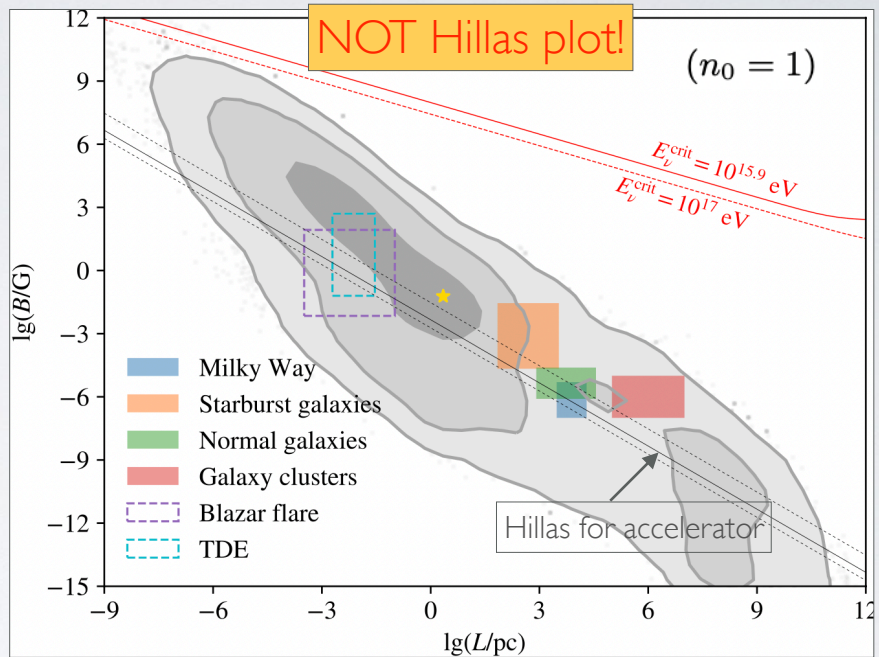 NOT Hillas plot!
(n₀ = 1)
E_ν^crit = 10^15.9 eV
E_ν^crit = 10^17 eV
lg(B/G)
12
9
6
3
0
−3
−6
−9
−12
−15
Milky Way
Starburst galaxies
Normal galaxies
Galaxy clusters
Blazar flare
TDE
Hillas for accelerator
−9
−6
−3
0
3
6
9
12
lg(L/pc)